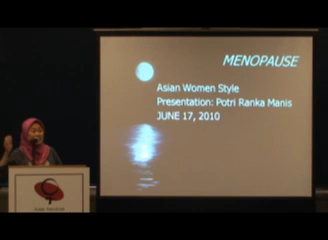 MENOPAUSE
Asian Women Style
Presentation: Potri Ranka Manis
JUNE 17, 2010